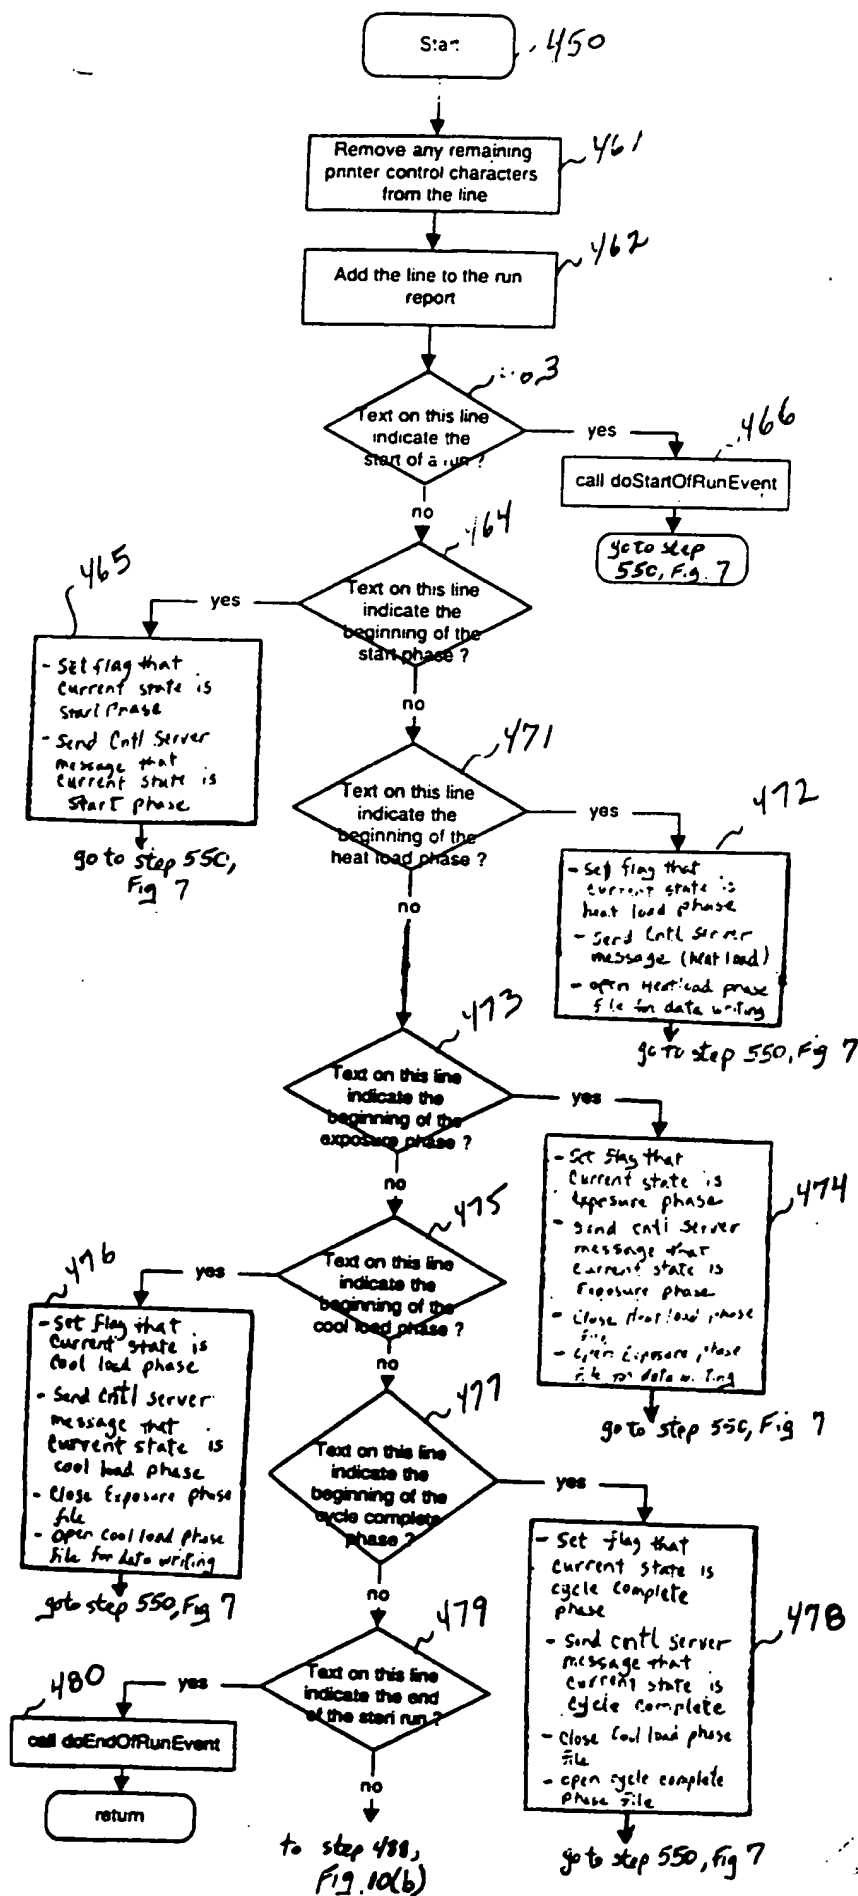 Start
450
Remove any remaining
printer control characters
from the line
461
Add the line to the run
report
462
Text on this line
indicate the
start of a run ?
yes
466
call doStartOfRunEvent
go to step
550, Fig. 7
no
464
Text on this line
indicate the
beginning of the
start phase ?
yes
465
- Set flag that
current state is
start phase
- Send Cntl Server
message that
current state is
start phase
go to step 550,
Fig 7
no
471
Text on this line
indicate the
beginning of the
heat load phase ?
yes
472
- Set flag that
current state is
heat load phase
- Send Cntl Server
message (heat load)
- open Heatload phase
file for data writing
go to step 550, Fig 7
no
473
Text on this line
indicate the
beginning of the
exposure phase ?
yes
474
- Set flag that
current state is
exposure phase
- Send cntl server
message that
current state is
Exposure phase
- close Heat load phase
file
- open Exposure phase
file for data writing
go to step 550, Fig 7
no
475
Text on this line
indicate the
beginning of the
cool load phase ?
yes
476
- Set flag that
current state is
cool load phase
- Send Cntl server
message that
current state is
cool load phase
- Close Exposure phase
file
- Open cool load phase
file for data writing
go to step 550, Fig 7
no
477
Text on this line
indicate the
beginning of the
cycle complete
phase ?
yes
478
- Set flag that
current state is
cycle complete
phase
- Send cntl server
message that
current state is
cycle complete
- close Cool load phase
file
- open cycle complete
phase file
go to step 550, Fig 7
no
479
Text on this line
indicate the end
of the steri run ?
yes
480
call doEndOfRunEvent
return
no
to step 488,
Fig. 10(b)